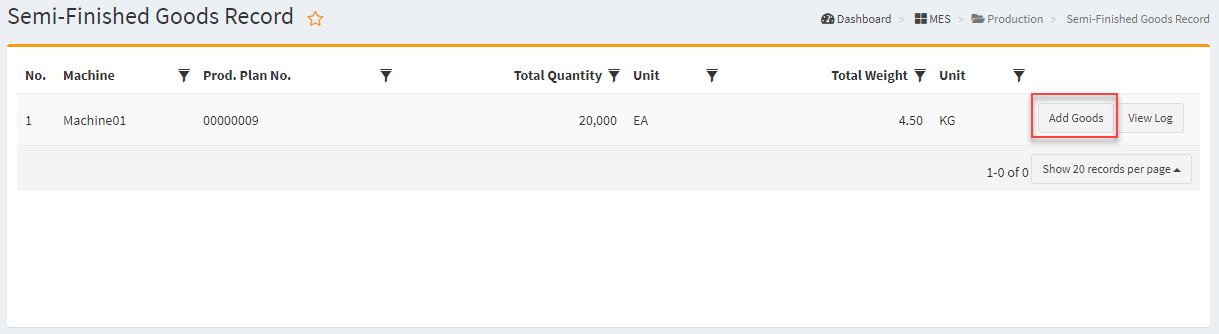 Semi-Finished Goods Record
Dashboard > MES > Production > Semi-Finished Goods Record
No. Machine Prod. Plan No. Total Quantity Unit Total Weight Unit
1 Machine01 00000009 20,000 EA 4.50 KG Add Goods View Log
1-0 of 0 Show 20 records per page